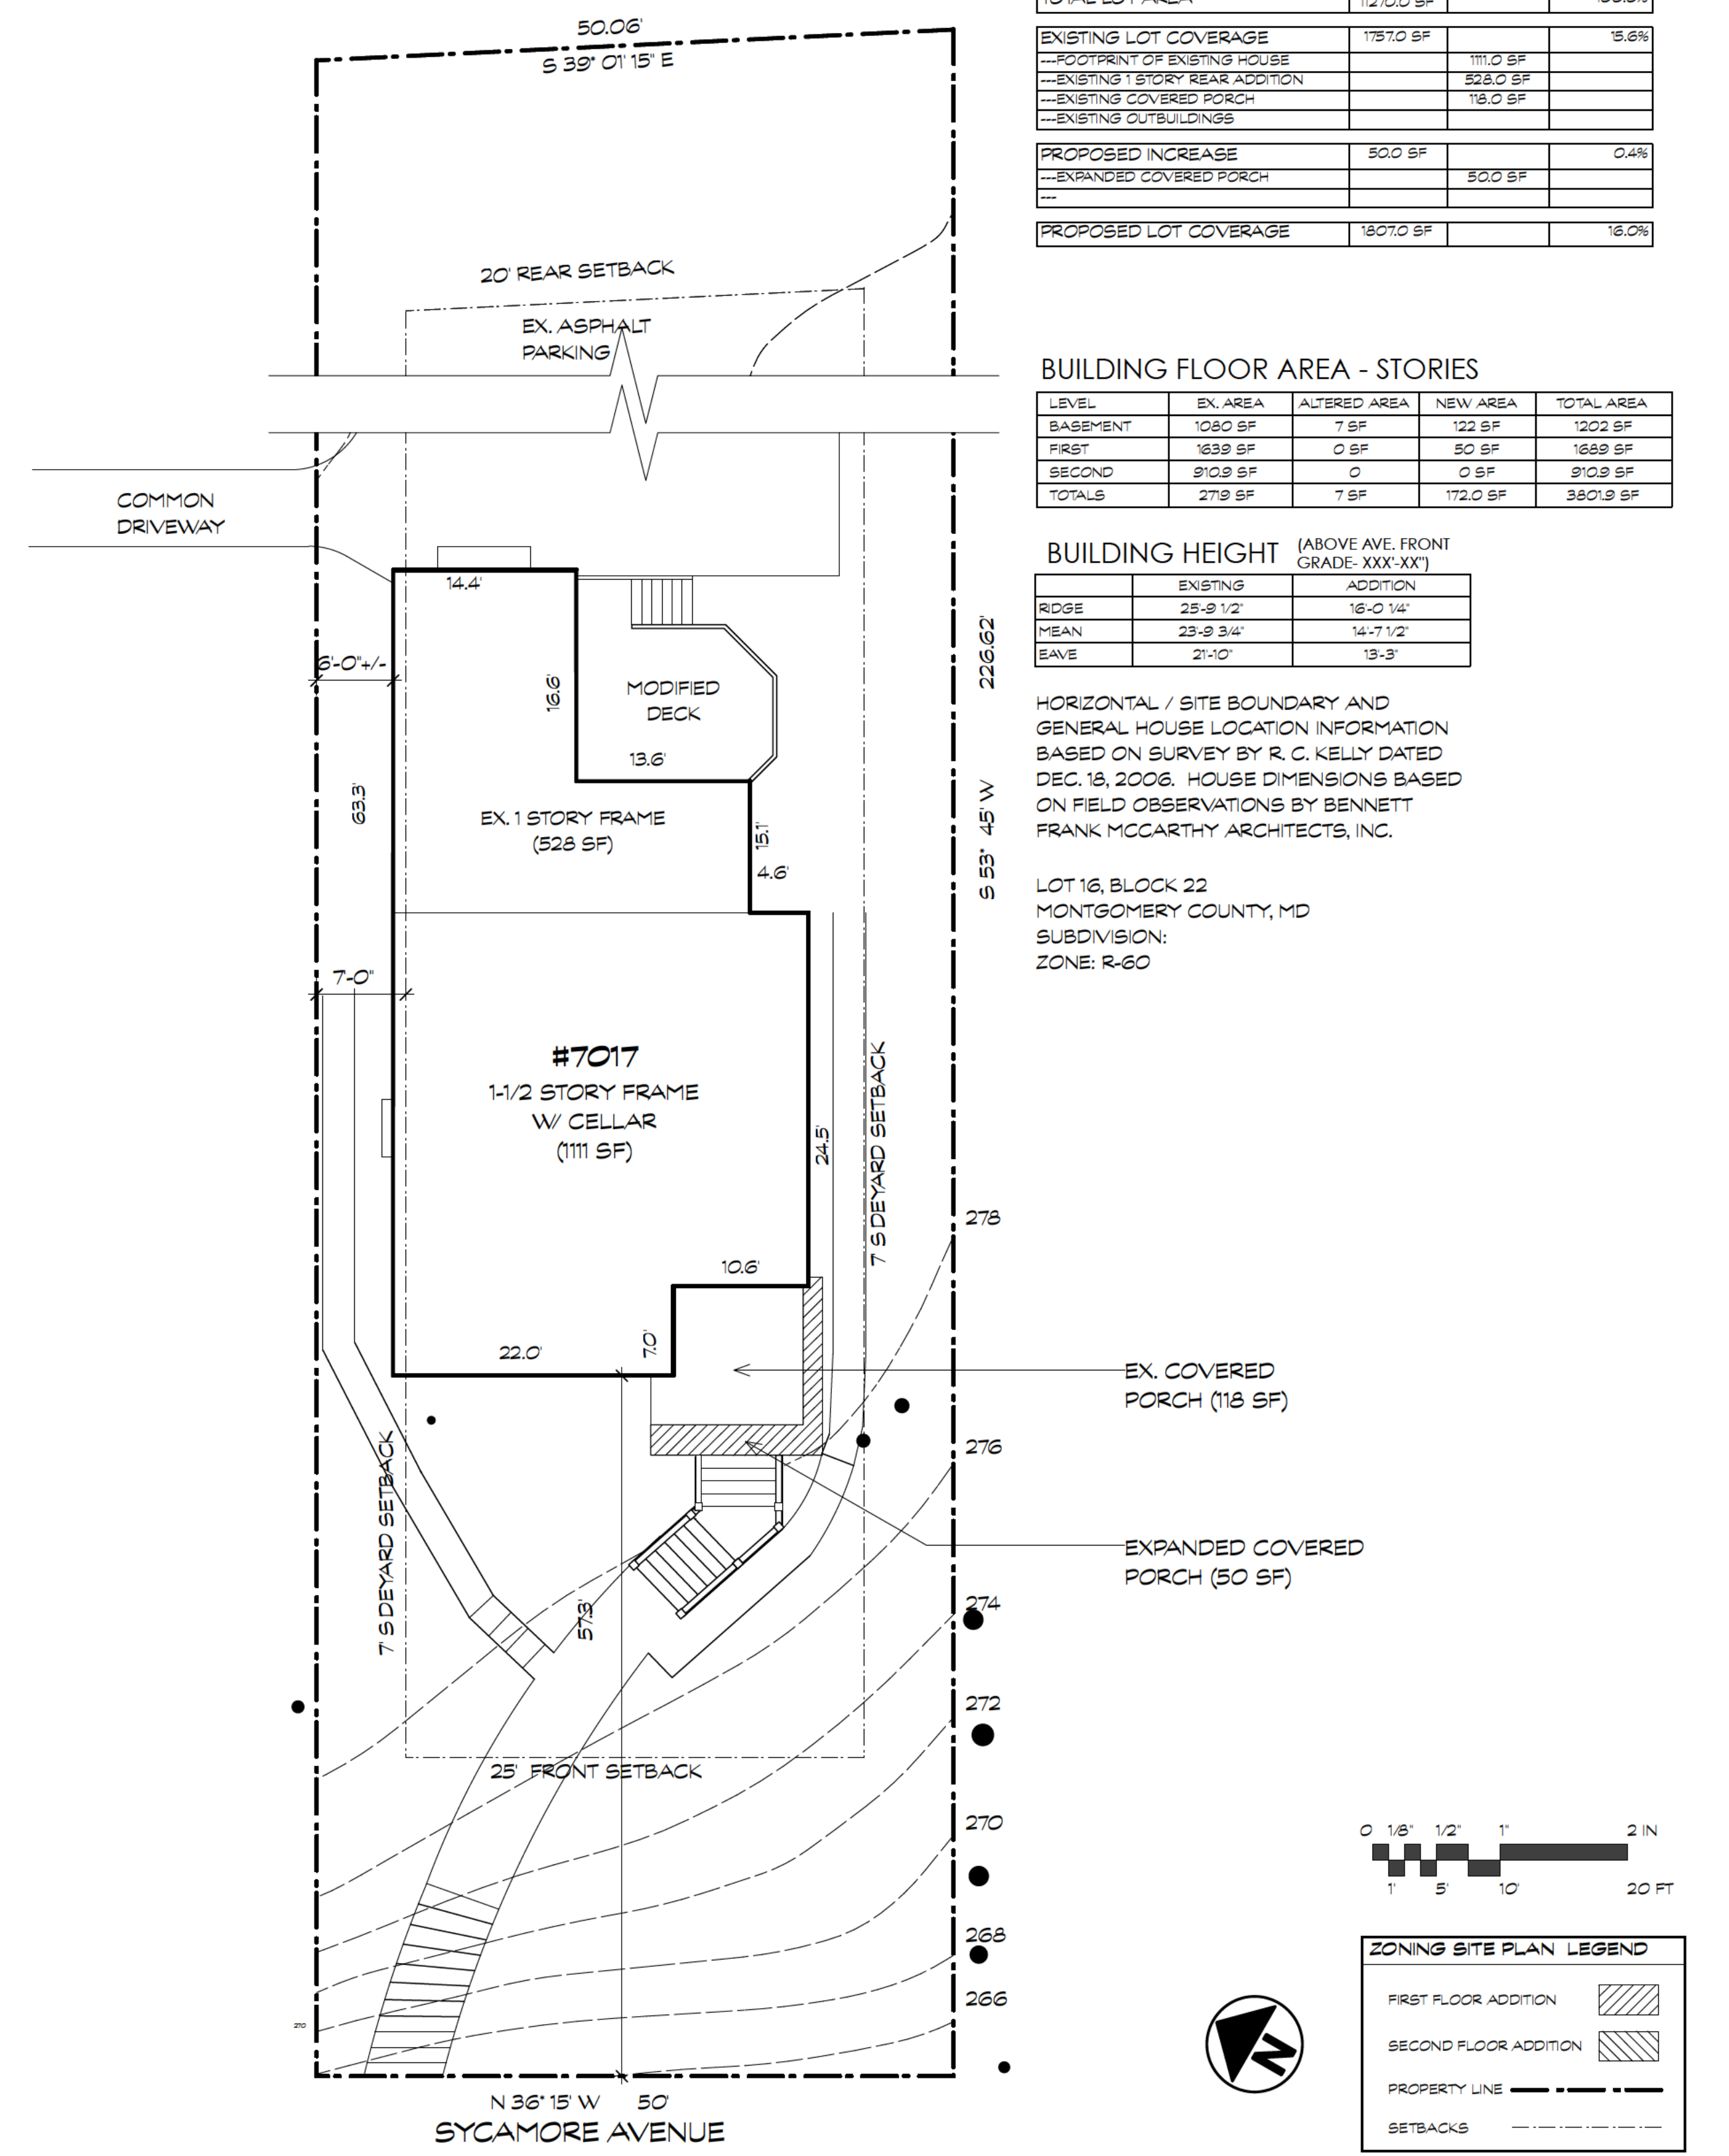 50.06'
S 39° 01' 15" E
20' REAR SETBACK
EX. ASPHALT
PARKING
COMMON
DRIVEWAY
14.4'
6'-0"+/-
16.6'
MODIFIED
DECK
13.6'
63.3'
EX. 1 STORY FRAME
(528 SF)
15.1'
4.6'
226.62'
S 53° 45' W
7'-0"
#7017
1-1/2 STORY FRAME
W/ CELLAR
(1111 SF)
24.5'
7' SIDEYARD SETBACK
10.6'
22.0'
7.0'
278
276
274
272
270
268
266
EX. COVERED
PORCH (118 SF)
EXPANDED COVERED
PORCH (50 SF)
7' SIDEYARD SETBACK
57.3'
25' FRONT SETBACK
270
N 36° 15' W 50'
SYCAMORE AVENUE
TOTAL LOT AREA 11270.0 SF
EXISTING LOT COVERAGE 1757.0 SF 15.6%
---FOOTPRINT OF EXISTING HOUSE 1111.0 SF
---EXISTING 1 STORY REAR ADDITION 528.0 SF
---EXISTING COVERED PORCH 118.0 SF
---EXISTING OUTBUILDINGS
PROPOSED INCREASE 50.0 SF 0.4%
---EXPANDED COVERED PORCH 50.0 SF
---
PROPOSED LOT COVERAGE 1807.0 SF 16.0%
BUILDING FLOOR AREA - STORIES
LEVEL EX. AREA ALTERED AREA NEW AREA TOTAL AREA
BASEMENT 1080 SF 7 SF 122 SF 1202 SF
FIRST 1639 SF 0 SF 50 SF 1689 SF
SECOND 910.9 SF 0 0 SF 910.9 SF
TOTALS 2719 SF 7 SF 172.0 SF 3801.9 SF
BUILDING HEIGHT (ABOVE AVE. FRONT
GRADE- XXX'-XX")
EXISTING ADDITION
RIDGE 25'-9 1/2" 16'-0 1/4"
MEAN 23'-9 3/4" 14'-7 1/2"
EAVE 21'-10" 13'-3"
HORIZONTAL / SITE BOUNDARY AND
GENERAL HOUSE LOCATION INFORMATION
BASED ON SURVEY BY R. C. KELLY DATED
DEC. 18, 2006. HOUSE DIMENSIONS BASED
ON FIELD OBSERVATIONS BY BENNETT
FRANK MCCARTHY ARCHITECTS, INC.
LOT 16, BLOCK 22
MONTGOMERY COUNTY, MD
SUBDIVISION:
ZONE: R-60
0 1/8" 1/2" 1" 2 IN
1' 5' 10' 20 FT
N
ZONING SITE PLAN LEGEND
FIRST FLOOR ADDITION
SECOND FLOOR ADDITION
PROPERTY LINE
SETBACKS